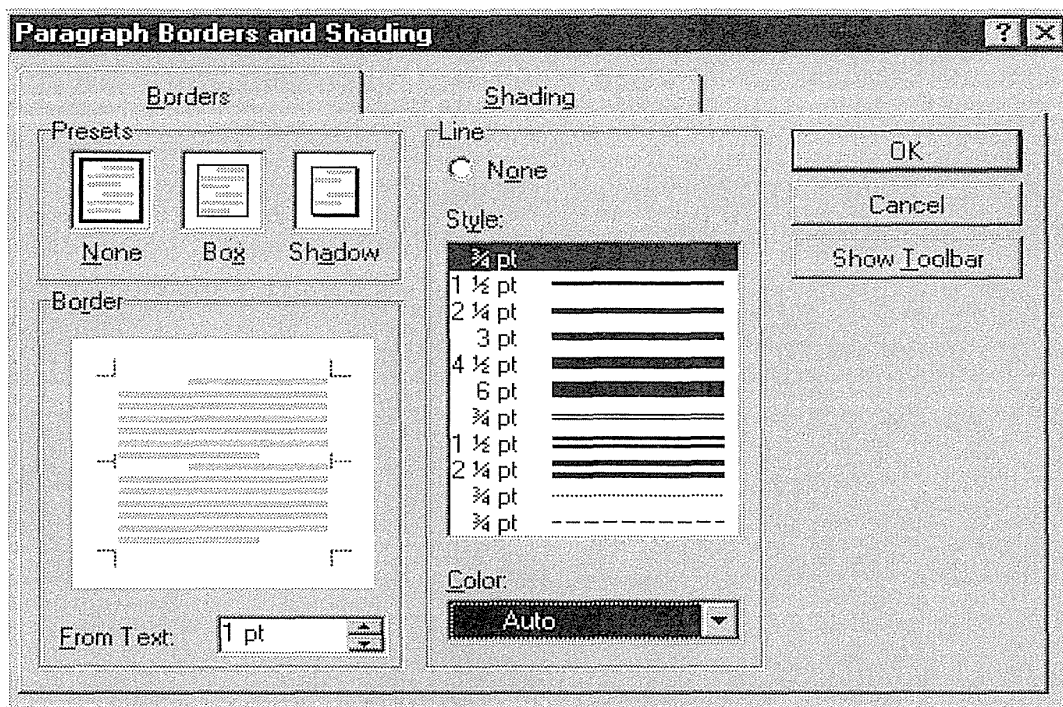 Paragraph Borders and Shading
Borders
Shading
Presets
None
Box
Shadow
Border
From Text:
1 pt
Line
None
Style:
¾ pt
1 ½ pt
2 ¼ pt
3 pt
4 ½ pt
6 pt
¾ pt
1 ½ pt
2 ¼ pt
¾ pt
¾ pt
Color:
Auto
OK
Cancel
Show Toolbar